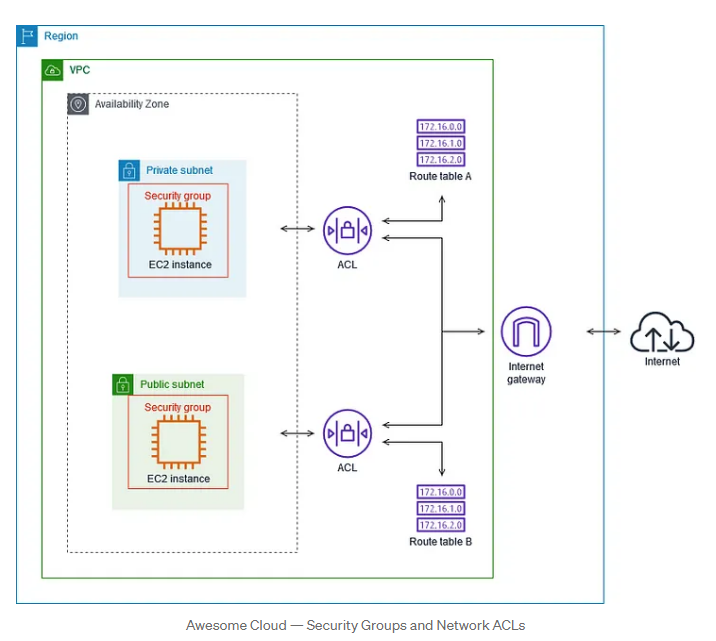 Region
VPC
Availability Zone
172.16.0.0
172.16.1.0
172.16.2.0
Route table A
Private subnet
Security group
EC2 instance
ACL
Internet
gateway
Internet
Public subnet
Security group
EC2 instance
ACL
172.16.0.0
172.16.1.0
172.16.2.0
Route table B
Awesome Cloud — Security Groups and Network ACLs